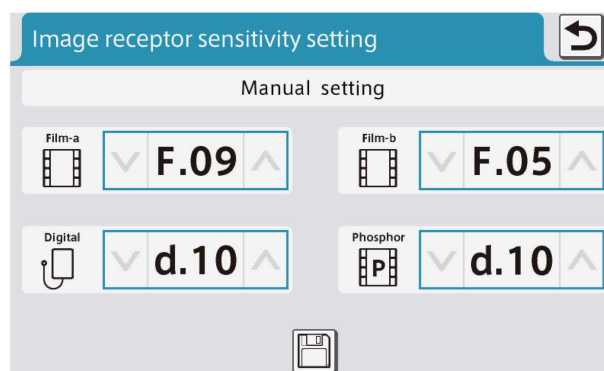 Image receptor sensitivity setting
Manual setting
Film-a
F.09
Film-b
F.05
Digital
d.10
Phosphor
P
d.10